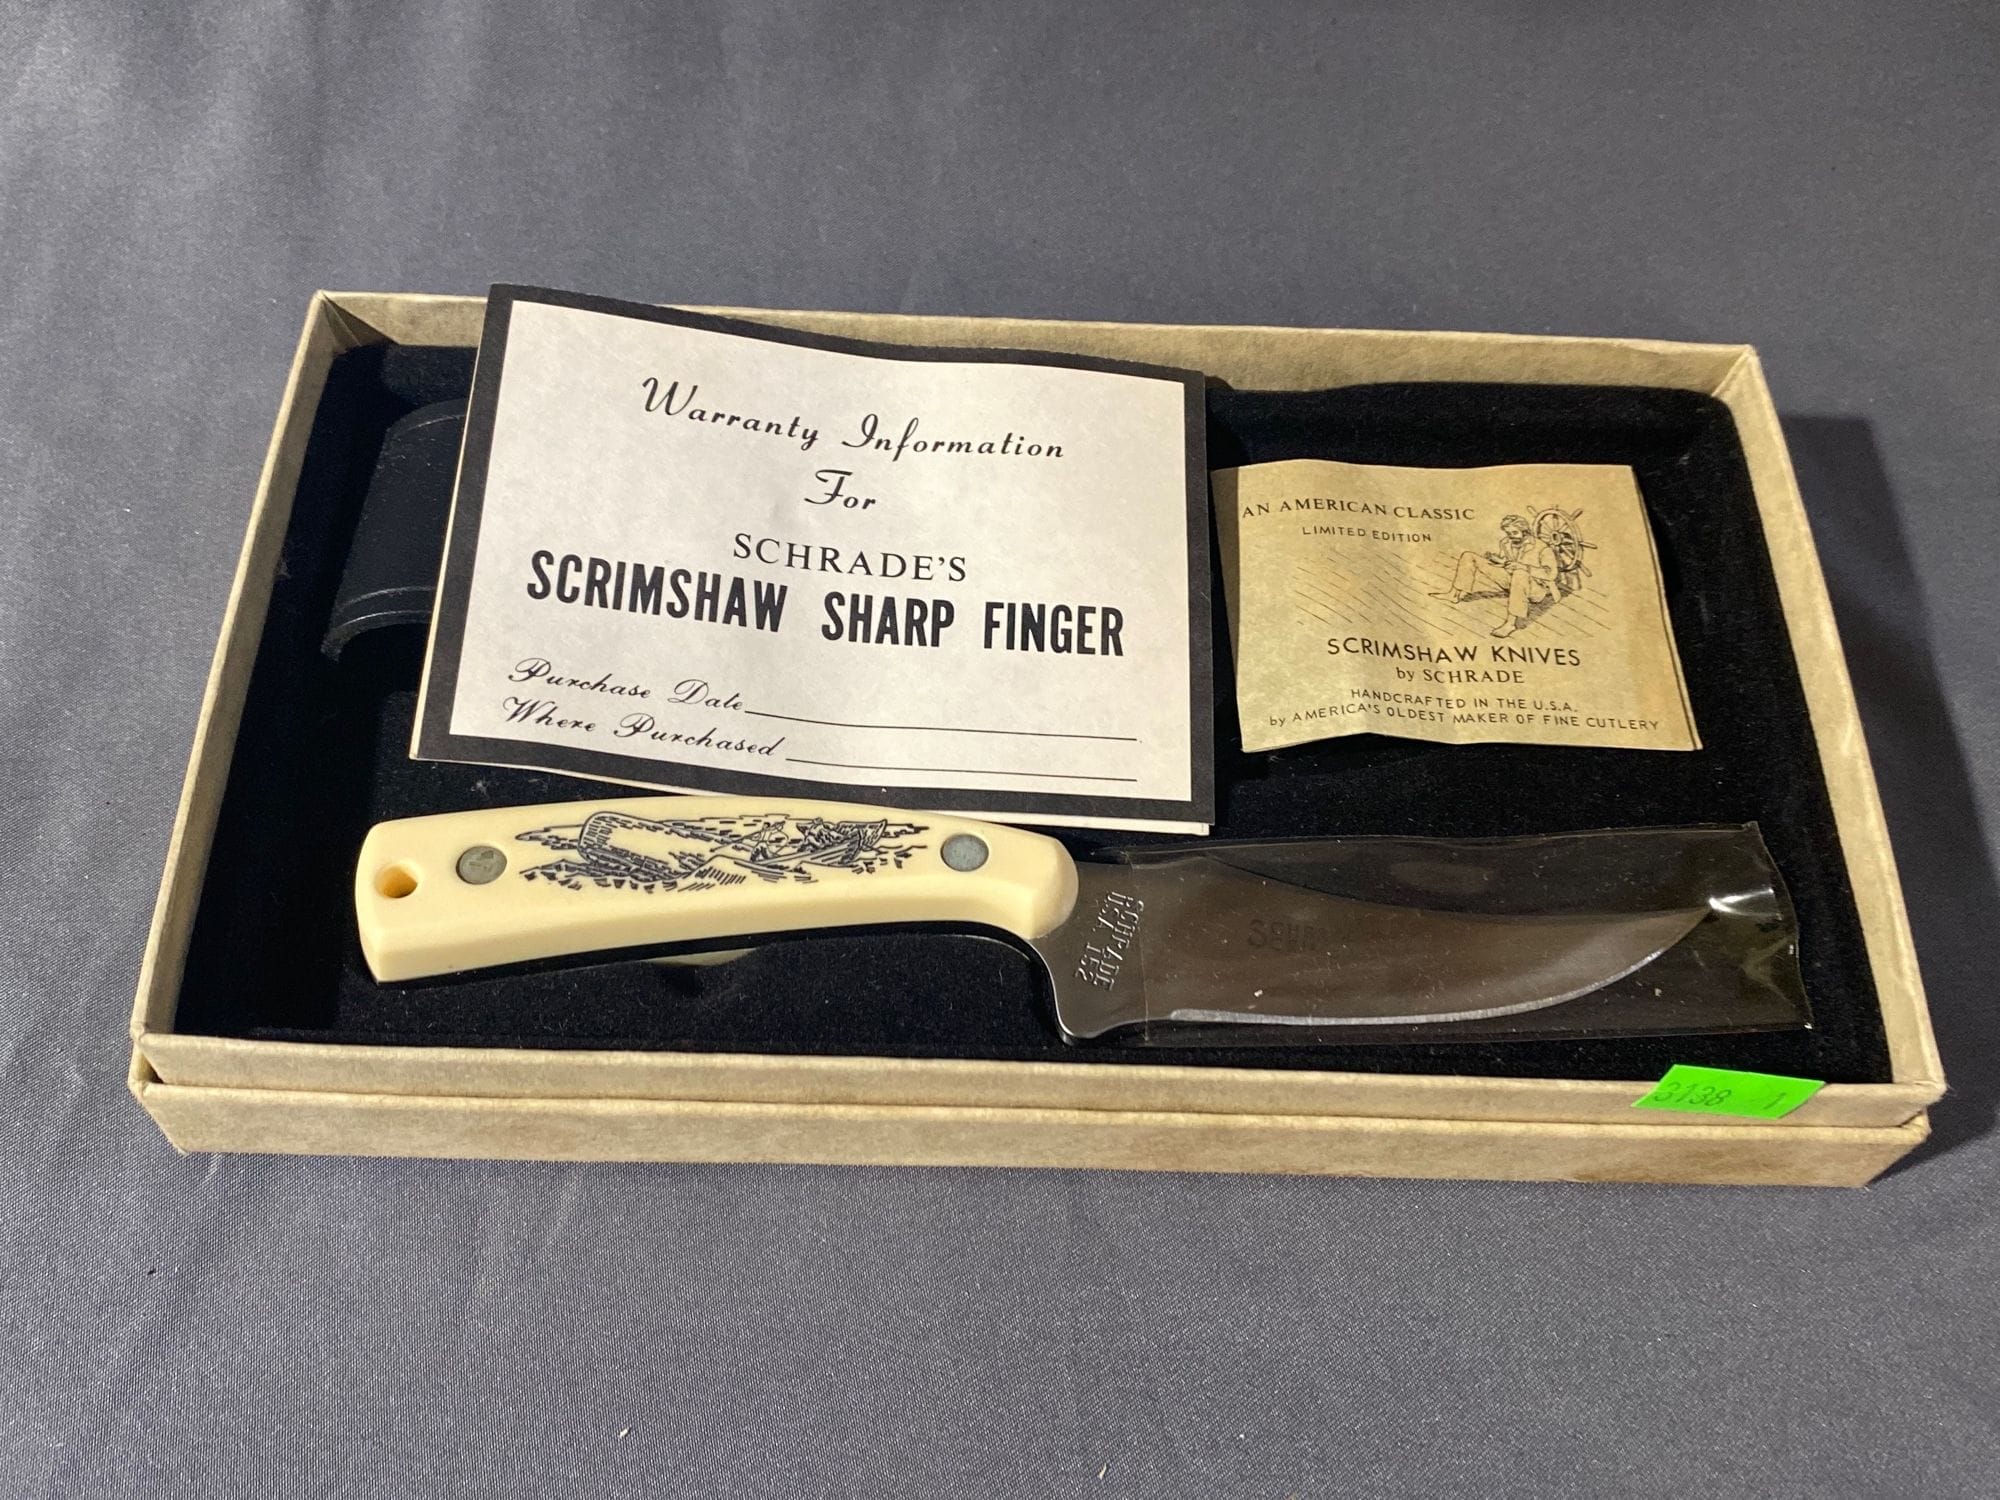 Warranty Information
For
SCHRADE'S
SCRIMSHAW SHARP FINGER
Purchase Date
Where Purchased
AN AMERICAN CLASSIC
LIMITED EDITION
SCRIMSHAW KNIVES
by SCHRADE
HANDCRAFTED IN THE U.S.A.
by AMERICA'S OLDEST MAKER OF FINE CUTLERY
SCHRADE
U.S.A. 152
3138 1